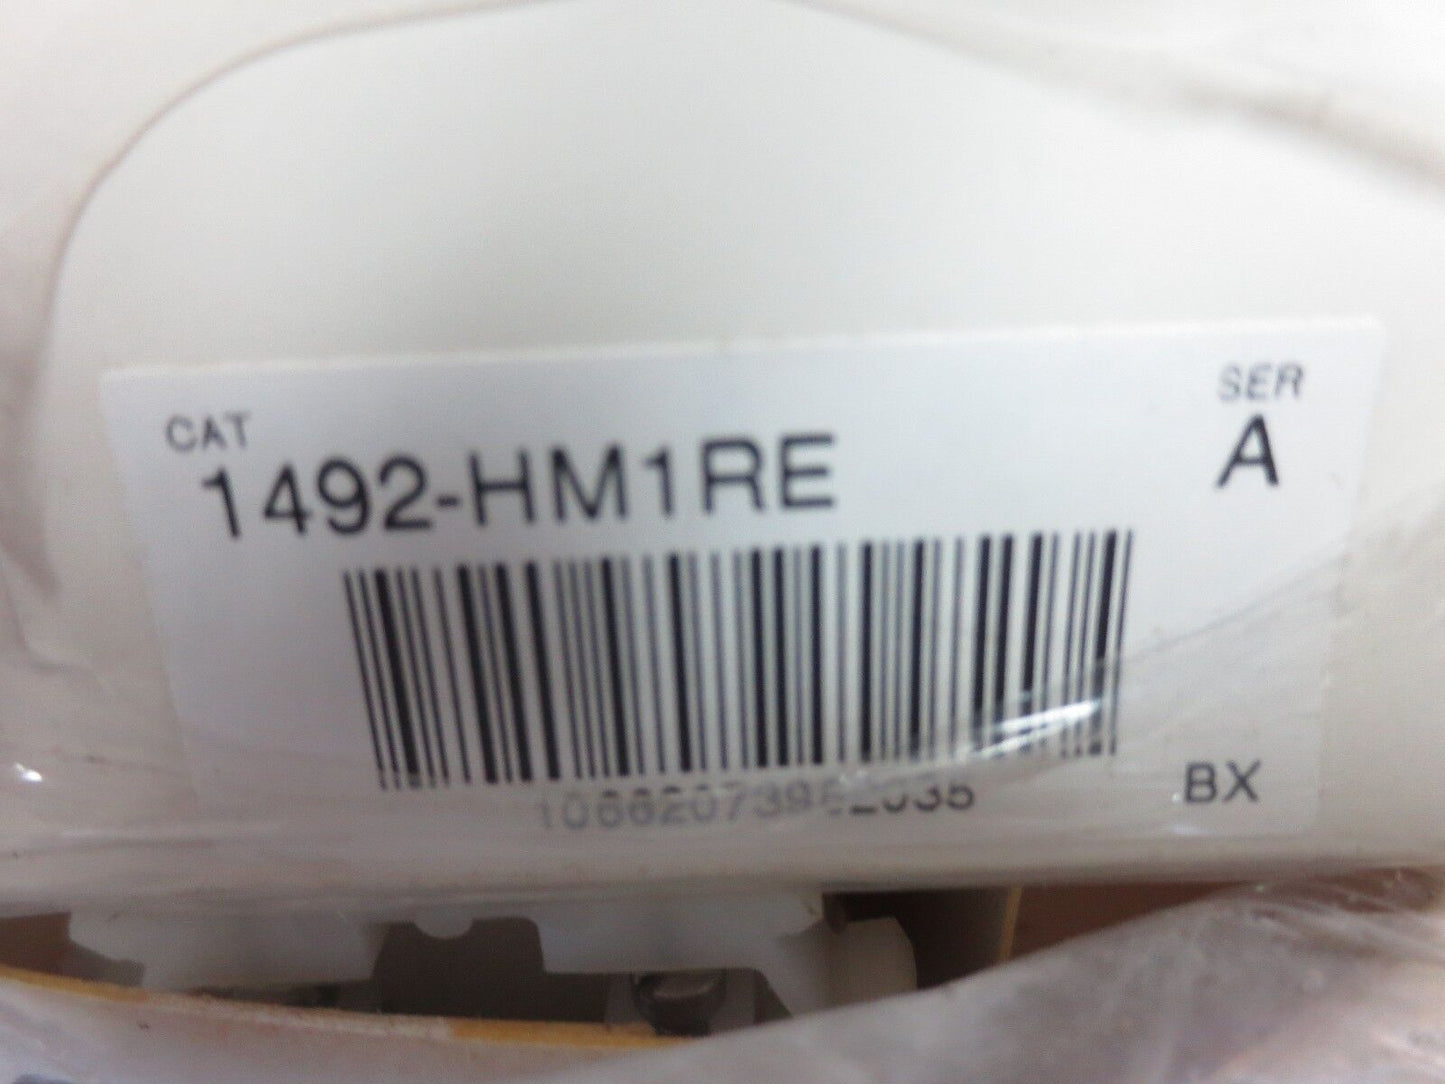 CAT
1492-HM1RE
SER
A
BX